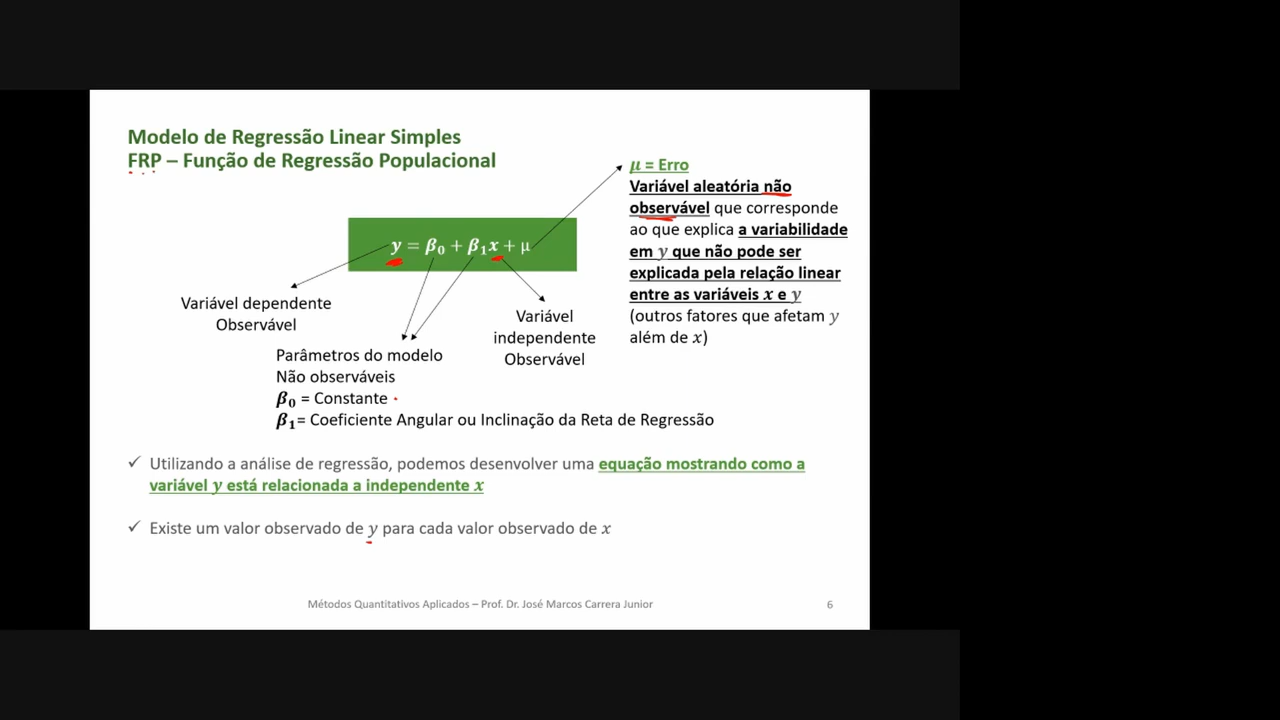 Modelo de Regressão Linear Simples
FRP – Função de Regressão Populacional
μ = Erro
Variável aleatória não
observável que corresponde
ao que explica a variabilidade
em y que não pode ser
explicada pela relação linear
entre as variáveis x e y
(outros fatores que afetam y
além de x)
y = β₀ + β₁x + μ
Variável dependente
Observável
Variável
independente
Observável
Parâmetros do modelo
Não observáveis
β₀ = Constante
β₁= Coeficiente Angular ou Inclinação da Reta de Regressão
✓ Utilizando a análise de regressão, podemos desenvolver uma equação mostrando como a
variável y está relacionada a independente x
✓ Existe um valor observado de y para cada valor observado de x
Métodos Quantitativos Aplicados – Prof. Dr. José Marcos Carrera Junior
6